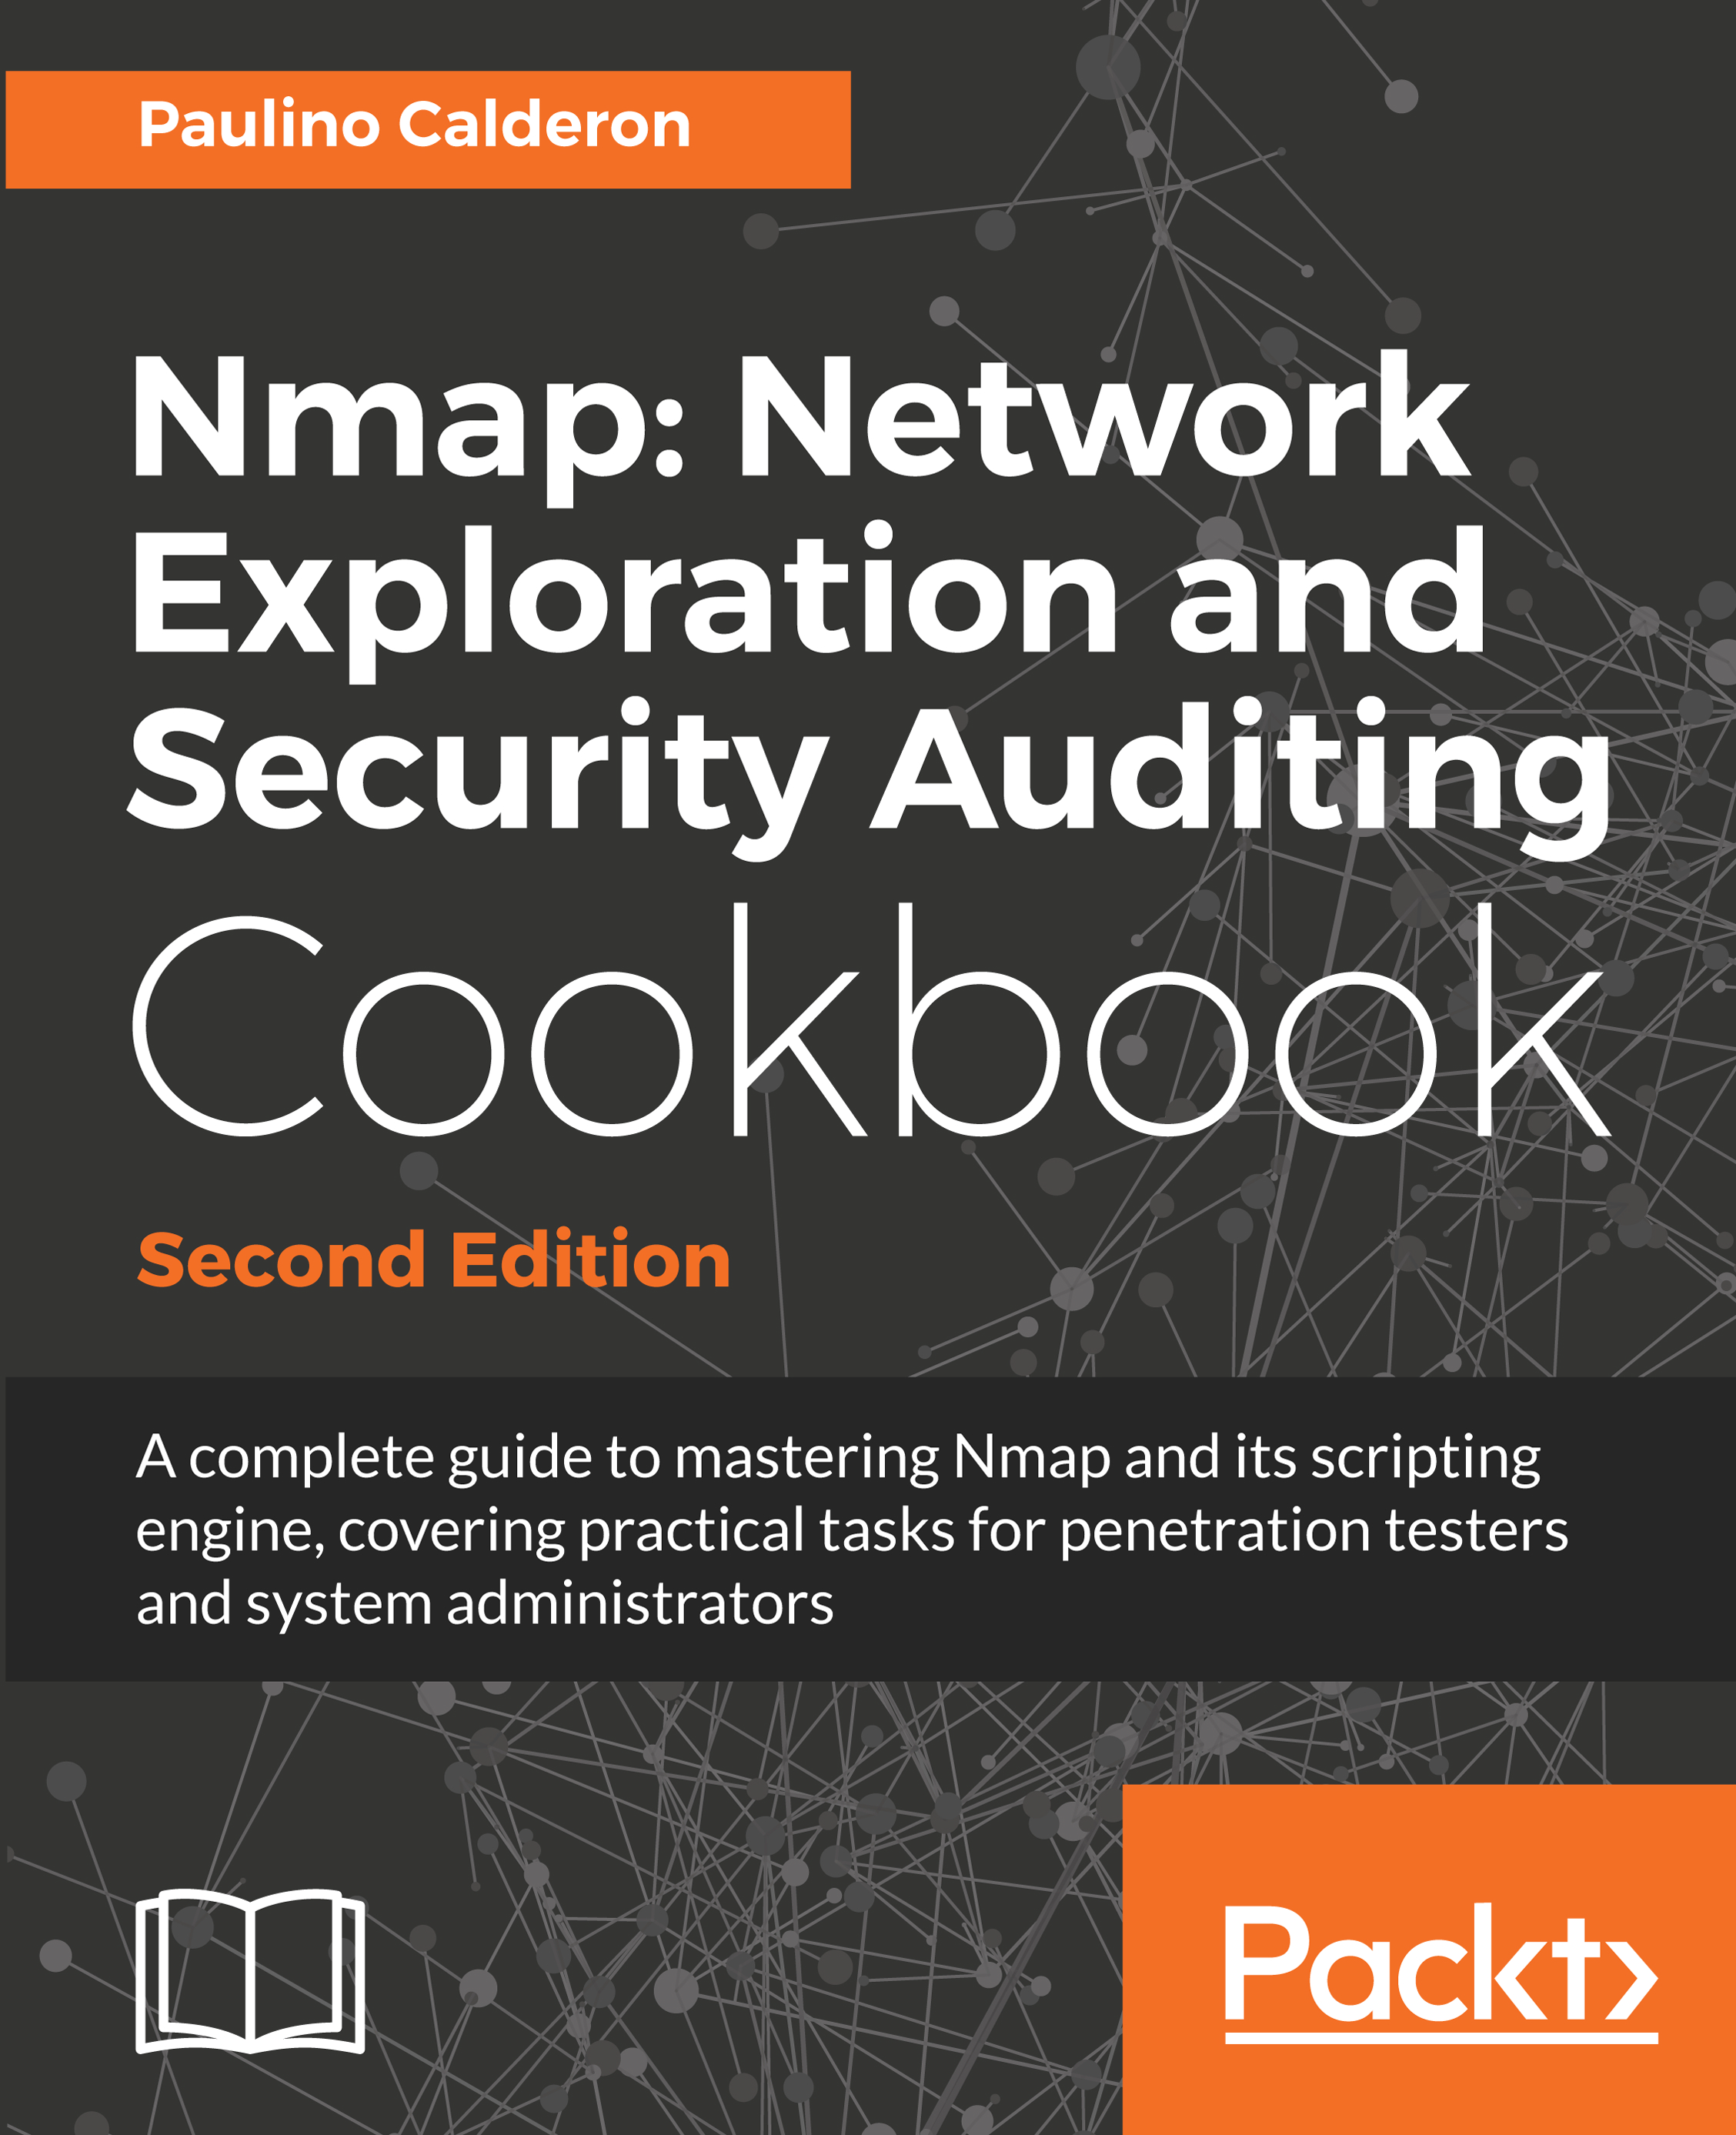 Paulino Calderon
Nmap: Network
Exploration and
Security Auditing
Cookbook
Second Edition
A complete guide to mastering Nmap and its scripting
engine, covering practical tasks for penetration testers
and system administrators
Packt>